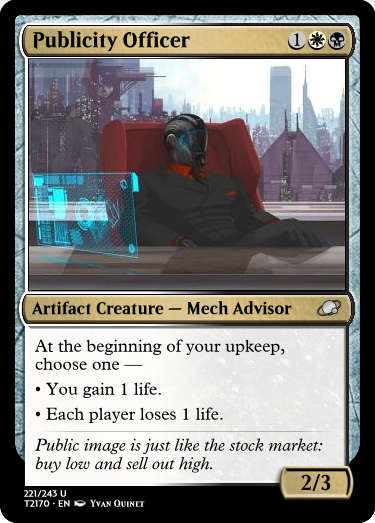 Publicity Officer 1
Artifact Creature — Mech Advisor
At the beginning of your upkeep,
choose one —
• You gain 1 life.
• Each player loses 1 life.
Public image is just like the stock market:
buy low and sell out high.
2/3
221/243 U
T2170 • EN Yvan Quinet